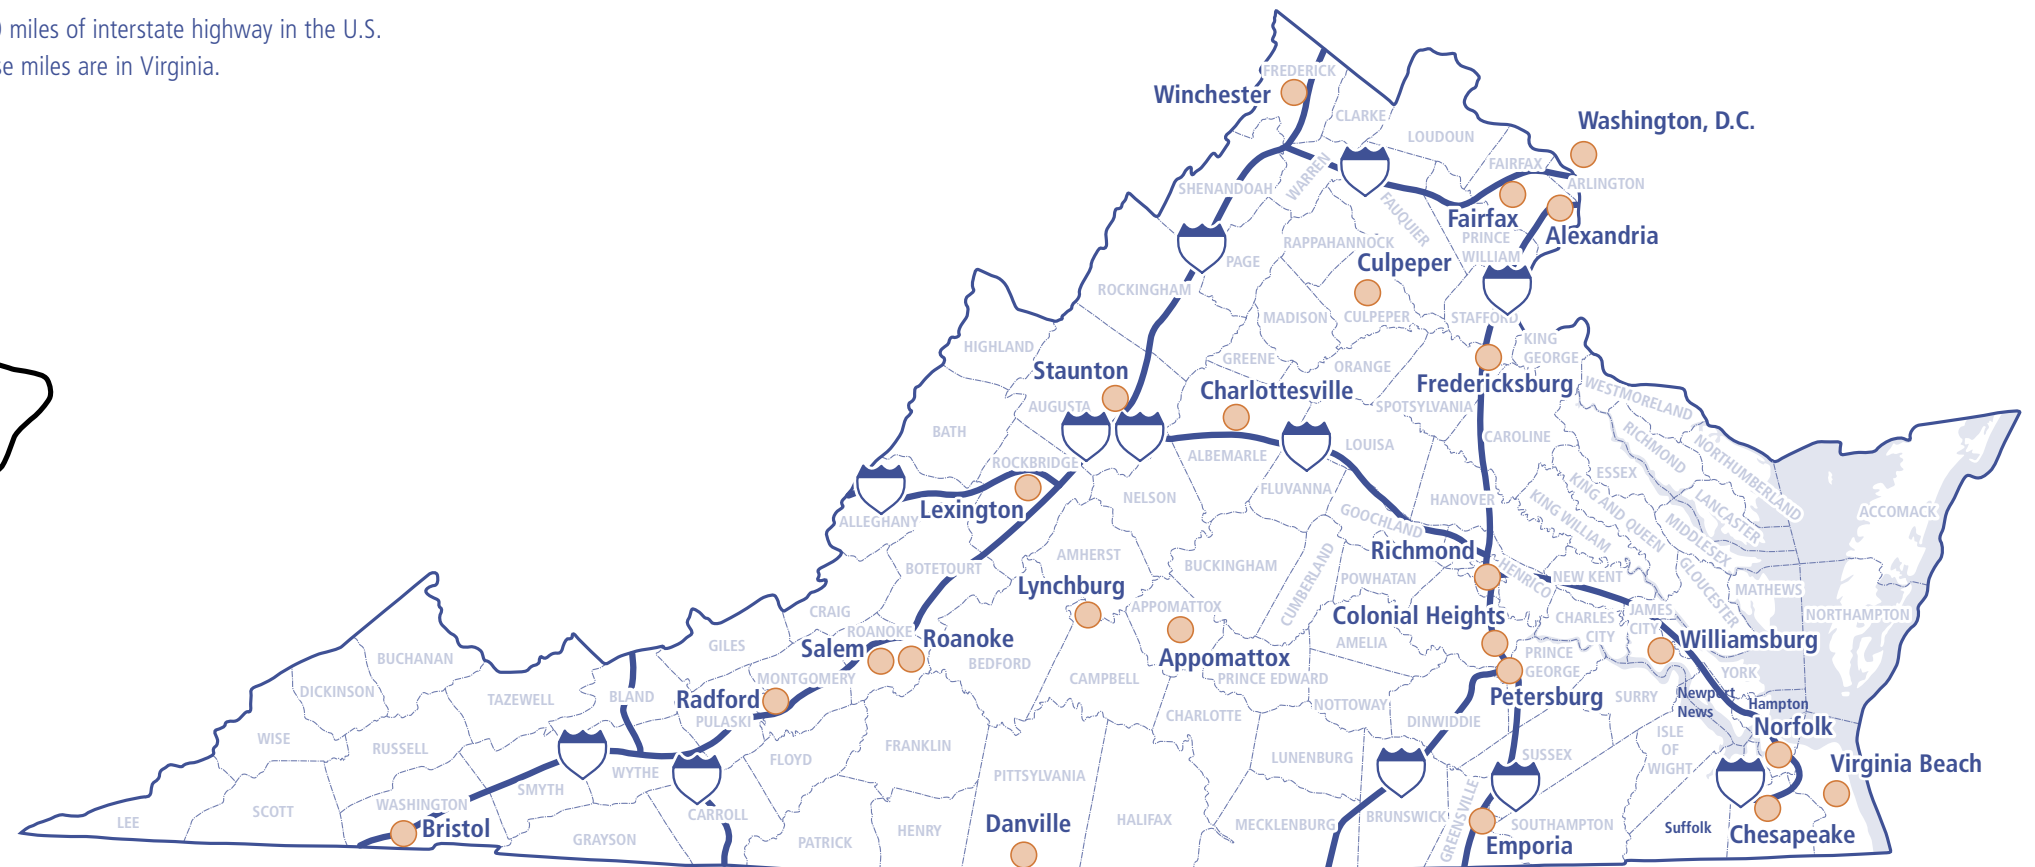 miles of interstate highway in the U.S.
se miles are in Virginia.
FREDERICK
Winchester
CLARKE
Washington, D.C.
LOUDOUN
FAIRFAX
ARLINGTON
WARREN
SHENANDOAH
FAUQUIER
Fairfax
Alexandria
PRINCE
WILLIAM
RAPPAHANNOCK
PAGE
Culpeper
ROCKINGHAM
MADISON
CULPEPER
STAFFORD
KING
GEORGE
HIGHLAND
GREENE
ORANGE
Staunton
Charlottesville
Fredericksburg
WESTMORELAND
AUGUSTA
SPOTSYLVANIA
BATH
CAROLINE
RICHMOND
NORTHUMBERLAND
LOUISA
ALBEMARLE
ROCKBRIDGE
ESSEX
NELSON
FLUVANNA
HANOVER
KING WILLIAM
KING AND QUEEN
LANCASTER
Lexington
ALLEGHANY
GOOCHLAND
MIDDLESEX
ACCOMACK
AMHERST
Richmond
BOTETOURT
BUCKINGHAM
CUMBERLAND
POWHATAN
HENRICO
NEW KENT
GLOUCESTER
MATHEWS
Lynchburg
CRAIG
APPOMATTOX
Colonial Heights
CHARLES
CITY
JAMES
CITY
NORTHAMPTON
ROANOKE
Roanoke
GILES
Salem
AMELIA
Williamsburg
BUCHANAN
BEDFORD
Appomattox
PRINCE
GEORGE
YORK
MONTGOMERY
CAMPBELL
PRINCE EDWARD
DICKINSON
TAZEWELL
BLAND
Radford
Petersburg
SURRY
Newport
News
Hampton
PULASKI
NOTTOWAY
CHARLOTTE
DINWIDDIE
Norfolk
WISE
RUSSELL
FRANKLIN
ISLE
OF
WIGHT
FLOYD
LUNENBURG
SUSSEX
Virginia Beach
WYTHE
PITTSYLVANIA
SMYTH
WASHINGTON
SCOTT
LEE
CARROLL
Bristol
GRAYSON
PATRICK
HENRY
Danville
HALIFAX
MECKLENBURG
BRUNSWICK
GREENSVILLE
SOUTHAMPTON
Emporia
Suffolk
Chesapeake